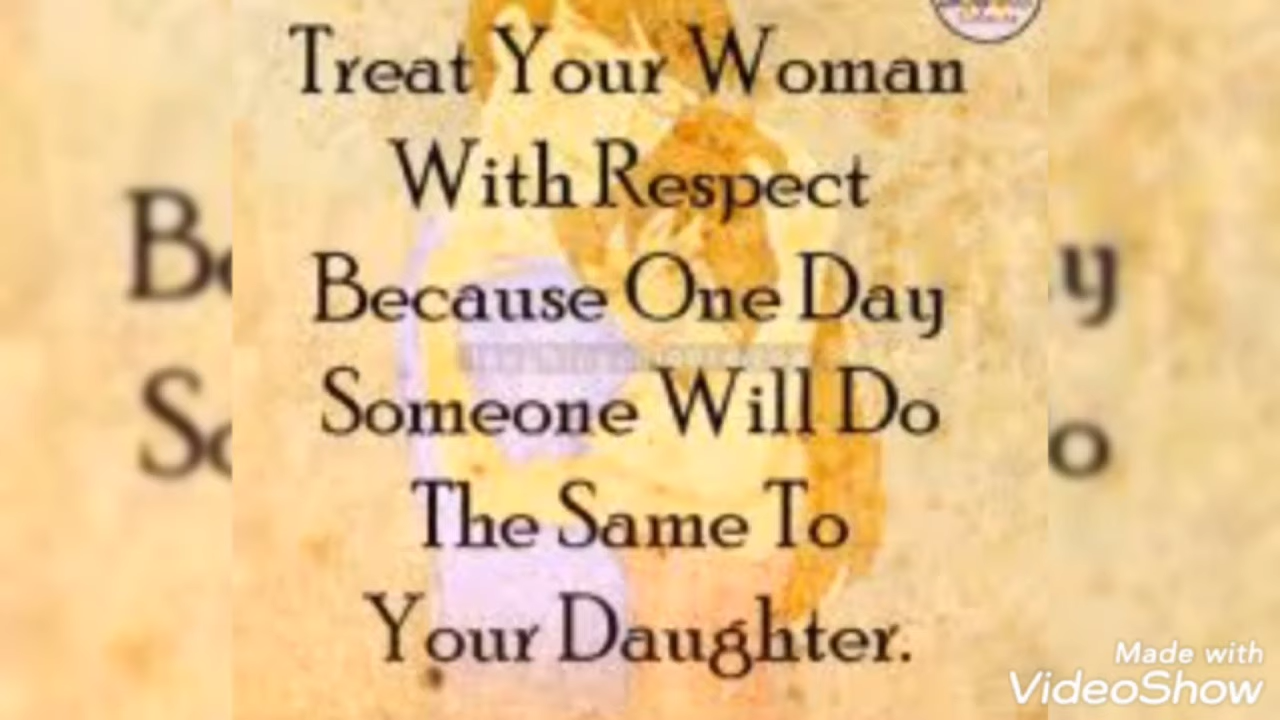 Treat Your Woman
With Respect
Because One Day
Someone Will Do
The Same To
Your Daughter.
Made with
VideoShow